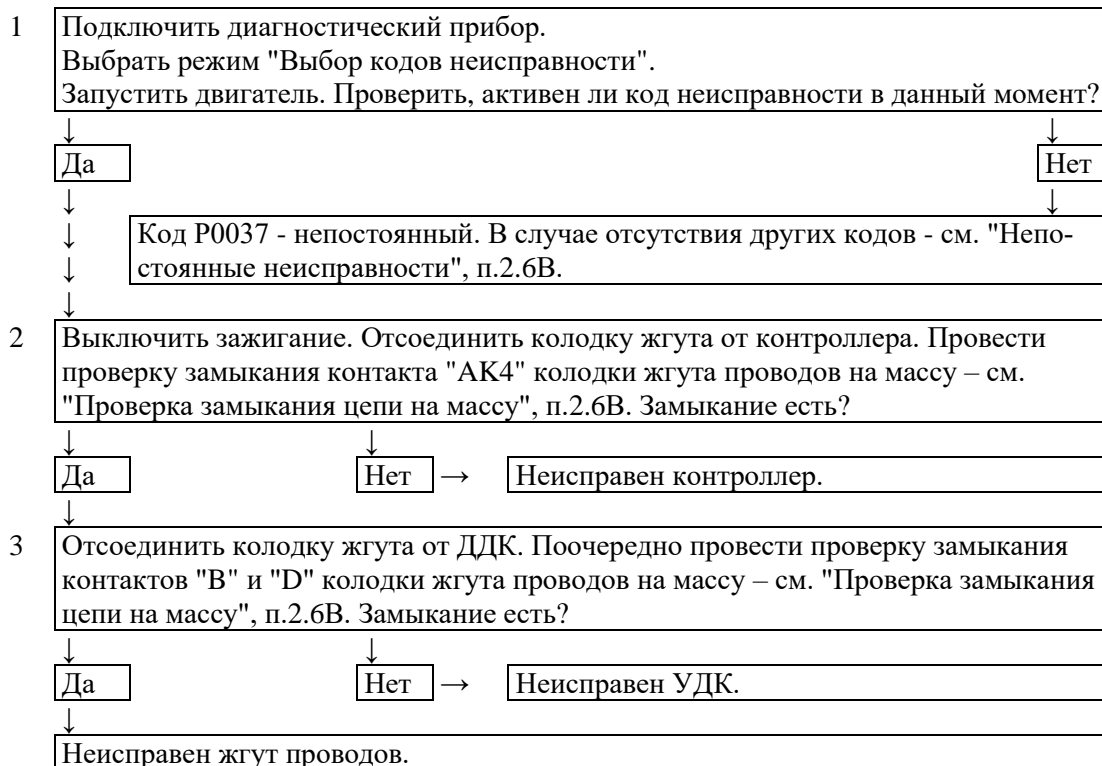 1 Подключить диагностический прибор.
Выбрать режим "Выбор кодов неисправности".
Запустить двигатель. Проверить, активен ли код неисправности в данный момент?
↓ ↓
Да Нет
↓ ↓
↓ Код Р0037 - непостоянный. В случае отсутствия других кодов - см. "Непо-
↓ стоянные неисправности", п.2.6В.
↓
2 Выключить зажигание. Отсоединить колодку жгута от контроллера. Провести
проверку замыкания контакта "АК4" колодки жгута проводов на массу – см.
"Проверка замыкания цепи на массу", п.2.6В. Замыкание есть?
↓ ↓
Да Нет → Неисправен контроллер.
↓
3 Отсоединить колодку жгута от ДДК. Поочередно провести проверку замыкания
контактов "В" и "D" колодки жгута проводов на массу – см. "Проверка замыкания
цепи на массу", п.2.6В. Замыкание есть?
↓ ↓
Да Нет → Неисправен УДК.
↓
Неисправен жгут проводов.